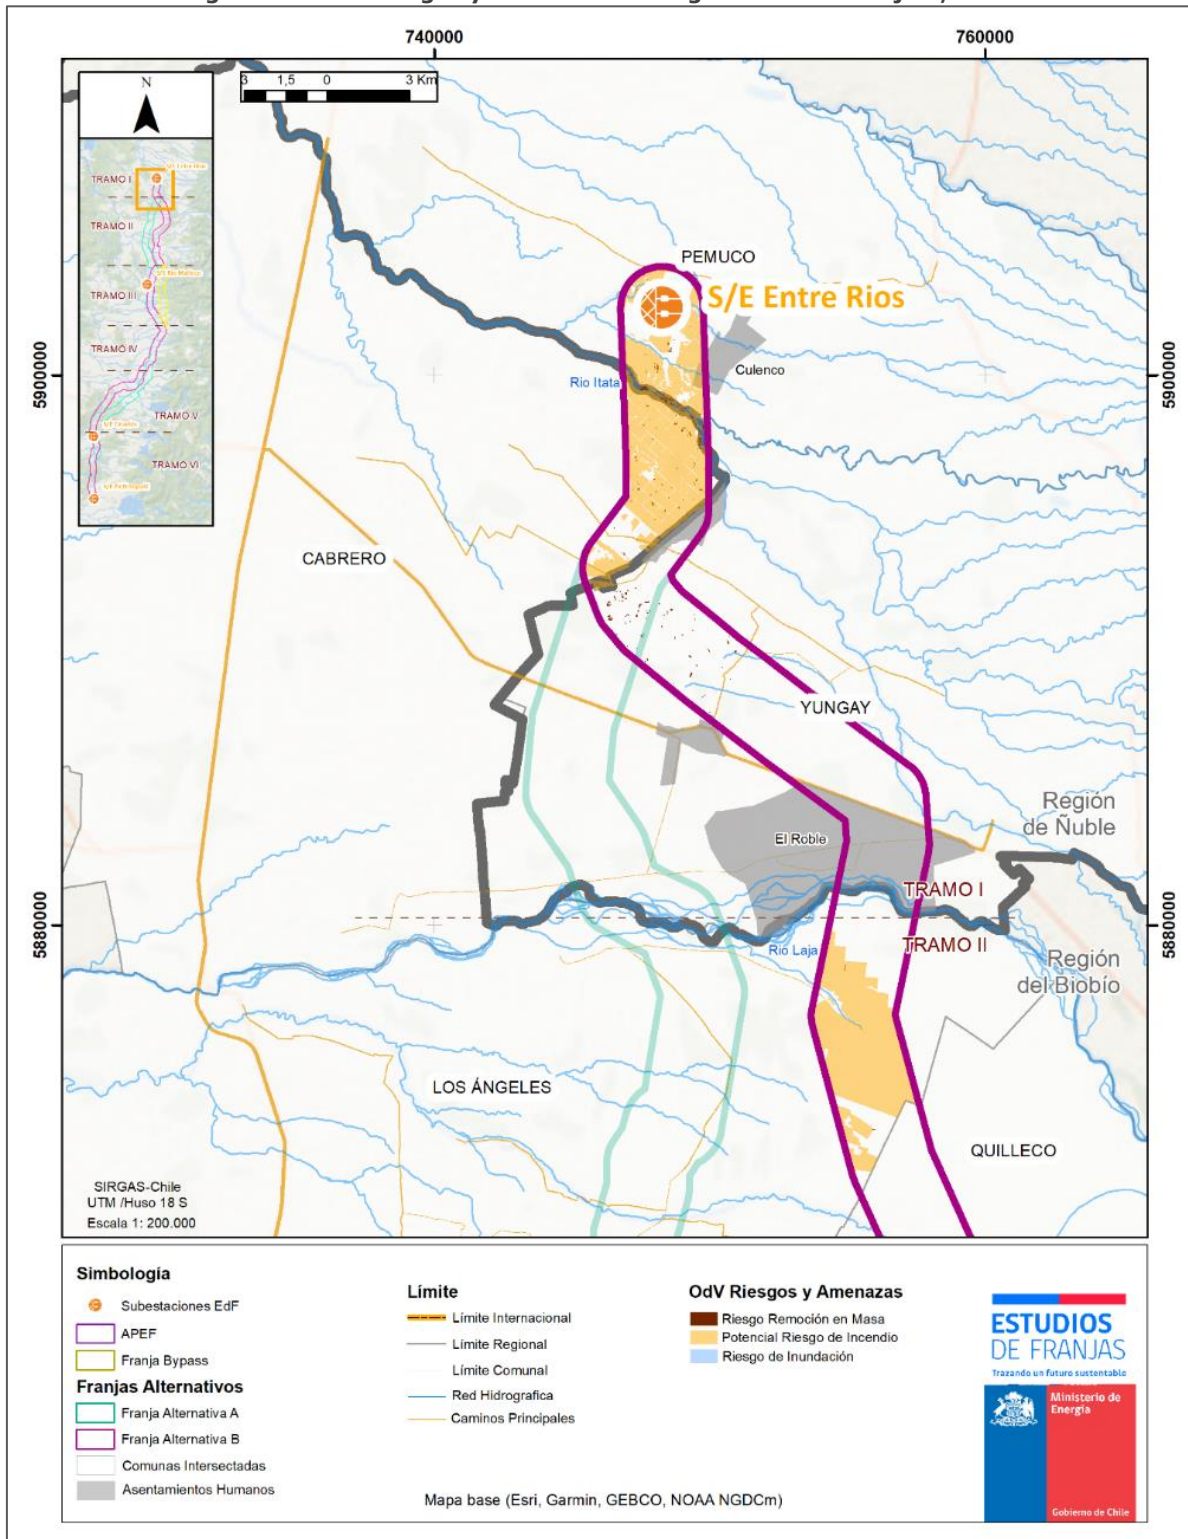 740000
760000
N
3 1,5 0 3 Km
S/E Entre Rios
TRAMO I
TRAMO II
TRAMO III
TRAMO IV
TRAMO V
TRAMO VI
PEMUCO
S/E Entre Rios
5900000
5900000
Culenco
Rio Itata
CABRERO
YUNGAY
Región
de Ñuble
El Roble
TRAMO I
5880000
5880000
TRAMO II
Rio Laja
Región
del Biobío
LOS ÁNGELES
QUILLECO
SIRGAS-Chile
UTM /Huso 18 S
Escala 1: 200.000
Simbología
Subestaciones EdF
APEF
Franja Bypass
Franjas Alternativos
Franja Alternativa A
Franja Alternativa B
Comunas Intersectadas
Asentamientos Humanos
Límite
Límite Internacional
Límite Regional
Límite Comunal
Red Hidrografica
Caminos Principales
OdV Riesgos y Amenazas
Riesgo Remoción en Masa
Potencial Riesgo de Incendio
Riesgo de Inundación
Mapa base (Esri, Garmin, GEBCO, NOAA NGDCm)
ESTUDIOS
DE FRANJAS
Trazando un futuro sustentable
Ministerio de
Energía
Gobierno de Chile